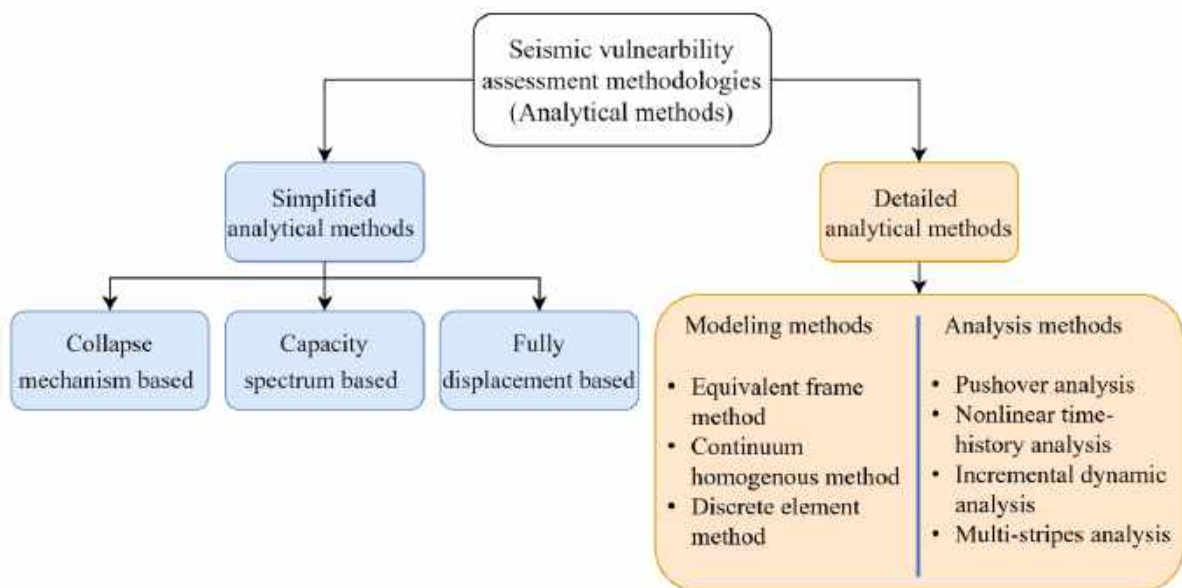 Seismic vulnearbility
assessment methodologies
(Analytical methods)
Simplified
analytical methods
Detailed
analytical methods
Collapse
mechanism based
Capacity
spectrum based
Fully
displacement based
Modeling methods
• Equivalent frame
method
• Continuum
homogenous method
• Discrete element
method
Analysis methods
• Pushover analysis
• Nonlinear time-
history analysis
• Incremental dynamic
analysis
• Multi-stripes analysis